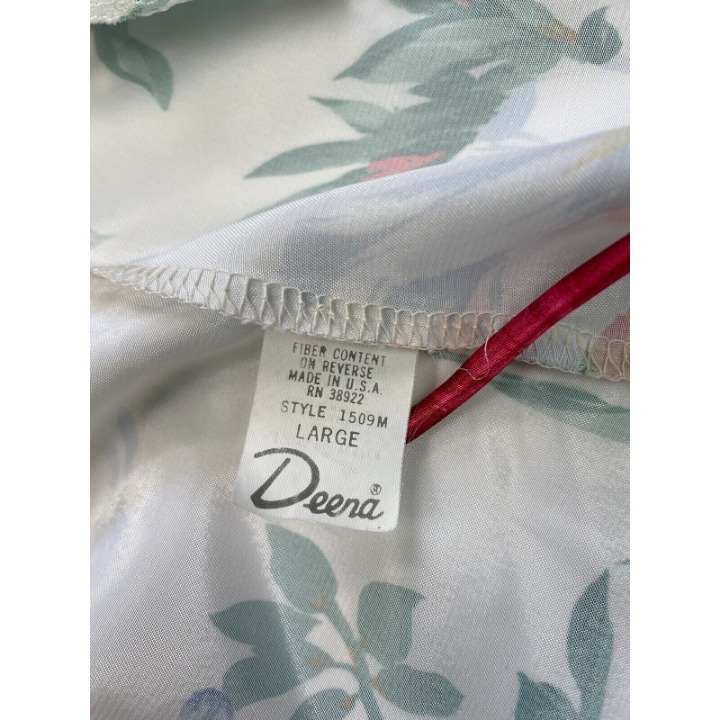 FIBER CONTENT
ON REVERSE
MADE IN U.S.A.
RN 38922
STYLE 1509M
LARGE
Deena®